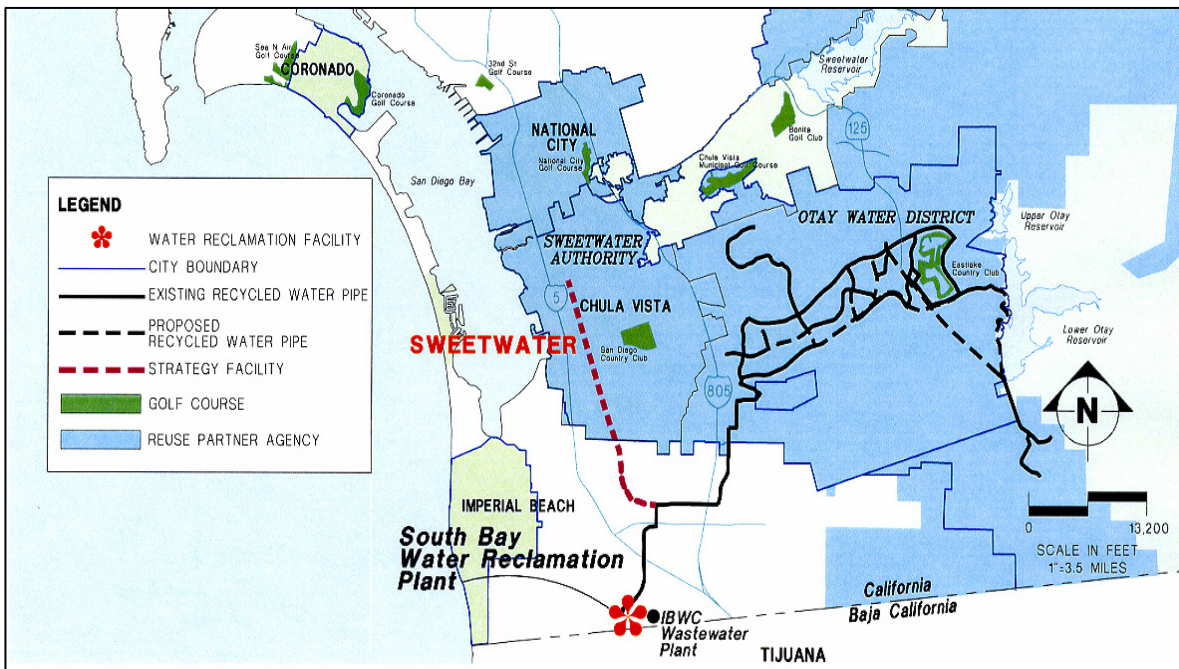 Sea N Air
Golf Course
CORONADO
Coronado
Golf Course
32nd St
Golf Course
Sweetwater
Reservoir
NATIONAL
CITY
National City
Golf Course
Bonita
Golf Club
125
Chula Vista
Municipal Golf Course
San Diego Bay
LEGEND
WATER RECLAMATION FACILITY
CITY BOUNDARY
EXISTING RECYCLED WATER PIPE
PROPOSED
RECYCLED WATER PIPE
STRATEGY FACILITY
GOLF COURSE
REUSE PARTNER AGENCY
OTAY WATER DISTRICT
Upper Otay
Reservoir
SWEETWATER
AUTHORITY
Eastlake
Country Club
5
CHULA VISTA
SWEETWATER
San Diego
Country Club
Lower Otay
Reservoir
805
N
IMPERIAL BEACH
South Bay
Water Reclamation
Plant
0
13,200
SCALE IN FEET
1"=3.5 MILES
California
Baja California
IBWC
Wastewater
Plant
TIJUANA